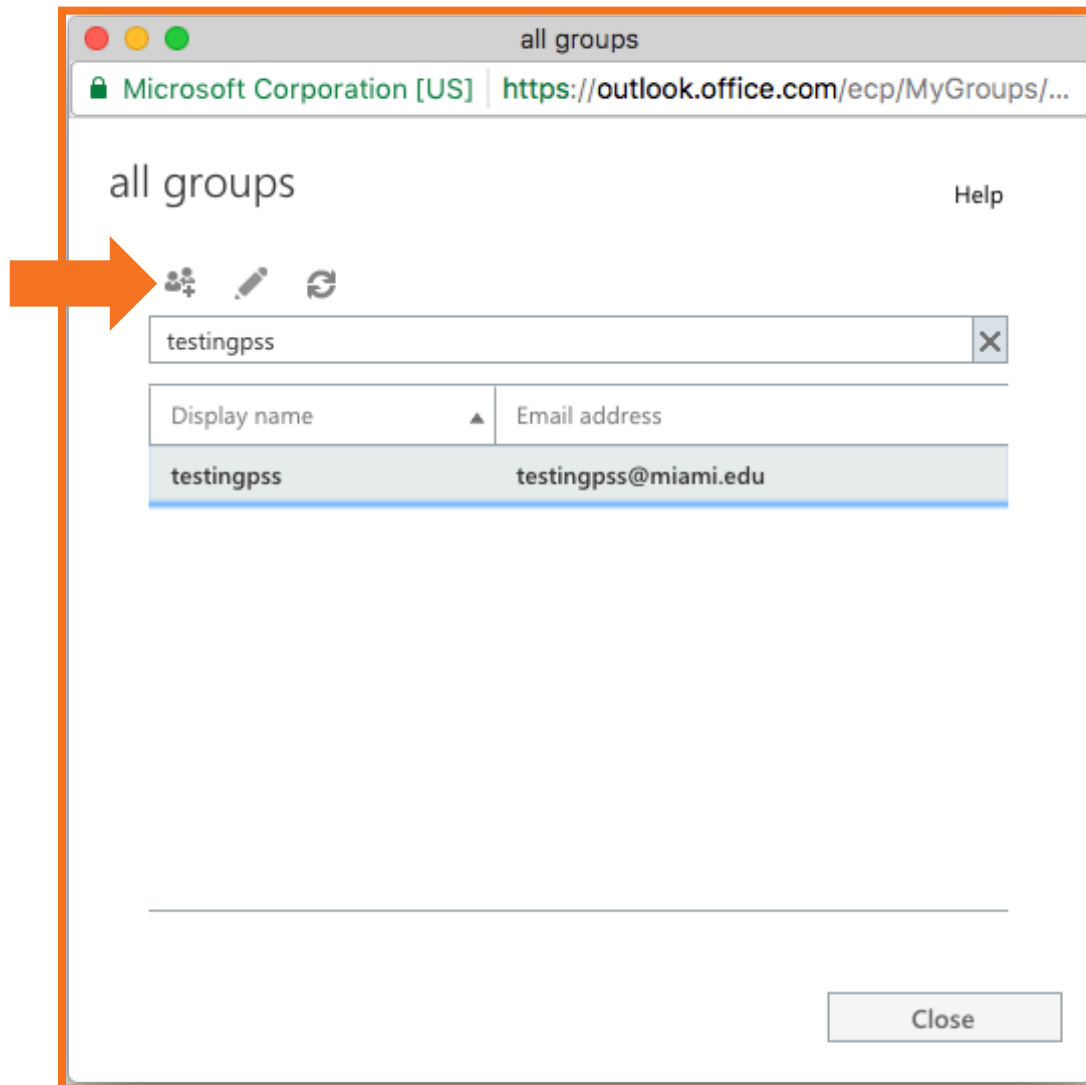 all groups
Microsoft Corporation [US] https://outlook.office.com/ecp/MyGroups/...
all groups
Help
testingpss
Display name Email address
testingpss testingpss@miami.edu
Close